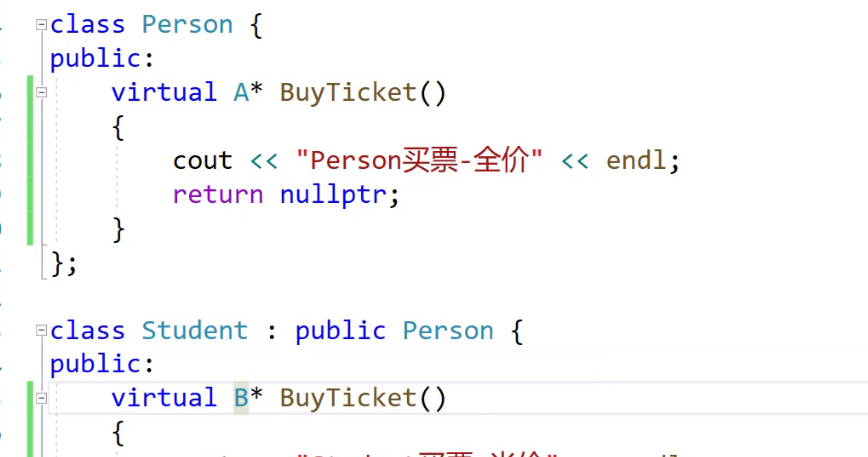 class Person {
public:
virtual A* BuyTicket()
{
cout << "Person买票-全价" << endl;
return nullptr;
}
};
class Student : public Person {
public:
virtual B* BuyTicket()
{